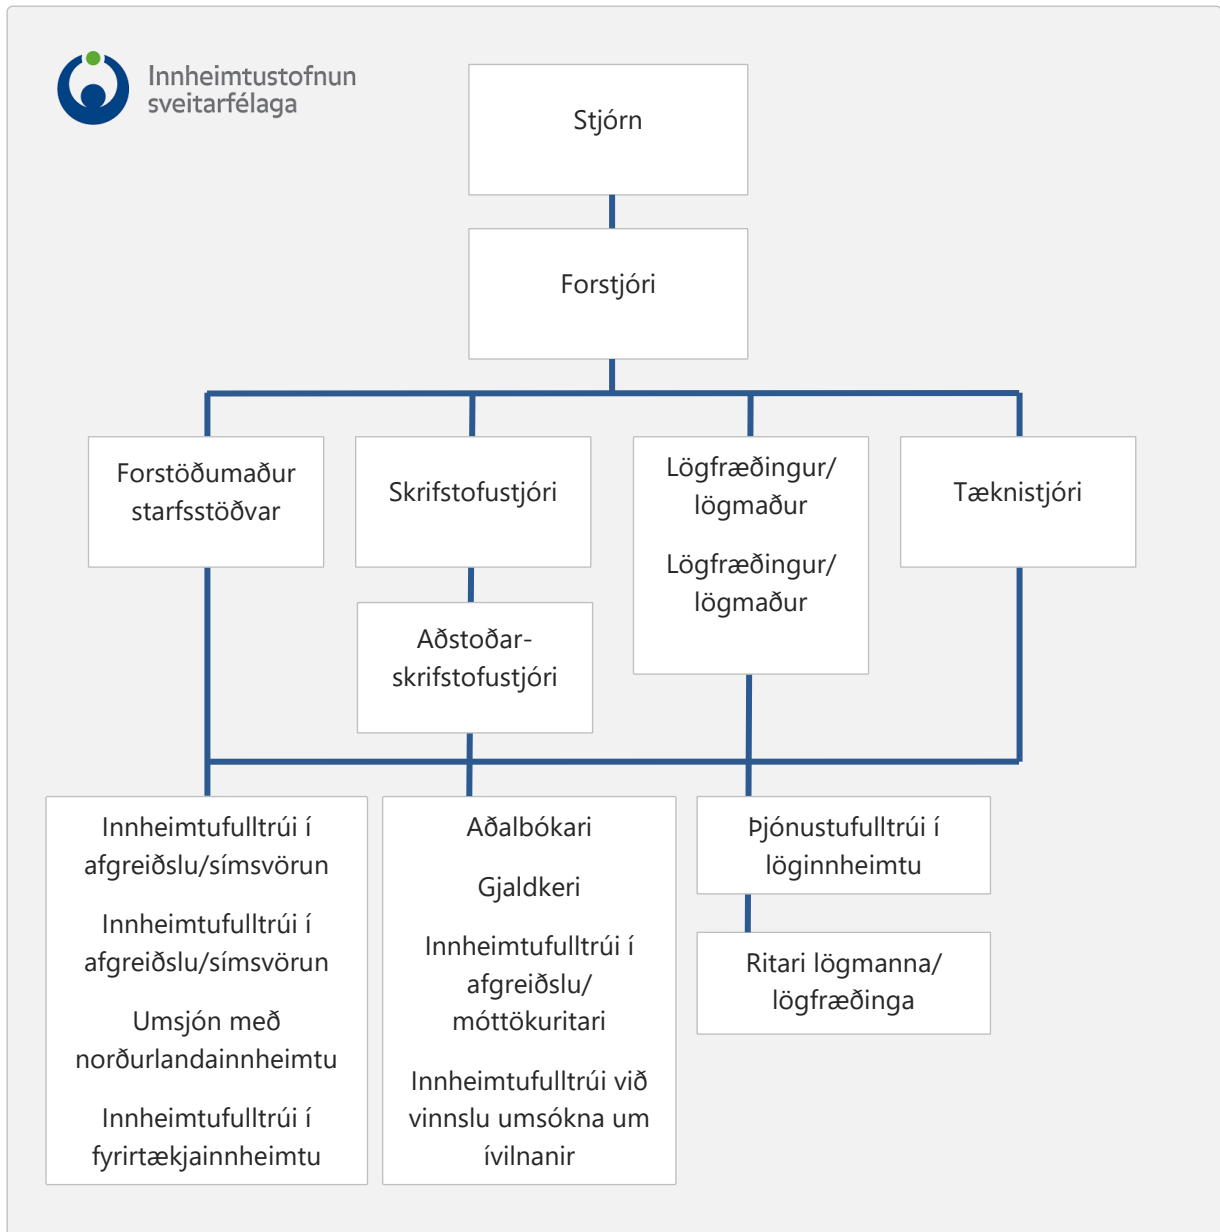 Innheimtustofnun
sveitarfélaga
Stjórn
Forstjóri
Forstöðumaður
starfsstöðvar
Skrifstofustjóri
Lögfræðingur/
lögmaður
Lögfræðingur/
lögmaður
Tæknistjóri
Aðstoðar-
skrifstofustjóri
Innheimtufulltrúi í
afgreiðslu/símsvörun
Innheimtufulltrúi í
afgreiðslu/símsvörun
Umsjón með
norðurlandainnheimtu
Innheimtufulltrúi í
fyrirtækjainnheimtu
Aðalbókari
Gjaldkeri
Innheimtufulltrúi í
afgreiðslu/
móttökuritari
Innheimtufulltrúi við
vinnslu umsókna um
ívilnanir
Þjónustufulltrúi í
löginnheimtu
Ritari lögmanna/
lögfræðinga